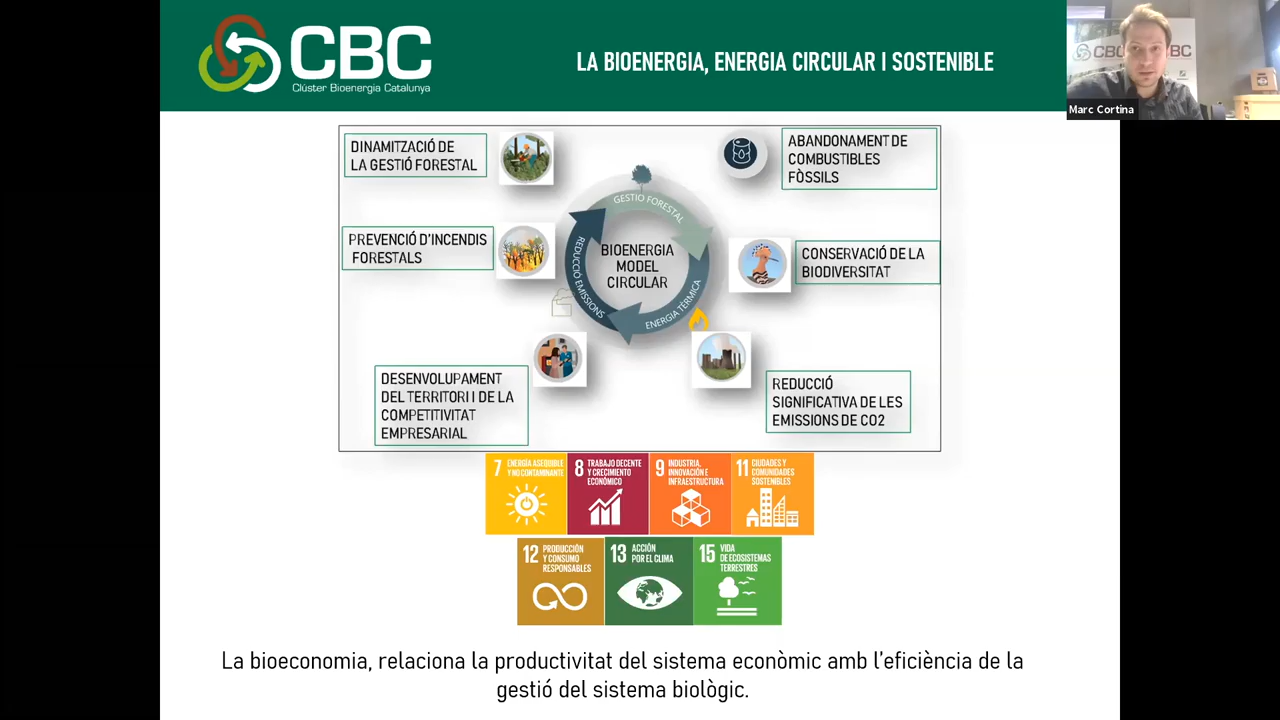 CBC
Clúster Bioenergia Catalunya
LA BIOENERGIA, ENERGIA CIRCULAR I SOSTENIBLE
CBC
BC
Marc Cortina
DINAMITZACIÓ DE
LA GESTIÓ FORESTAL
ABANDONAMENT DE
COMBUSTIBLES
FÒSSILS
PREVENCIÓ D'INCENDIS
FORESTALS
GESTIO FORESTAL
BIOENERGIA
MODEL
CIRCULAR
REDUCCIÓ EMISSIONS
ENERGIA TÈRMICA
CONSERVACIÓ DE LA
BIODIVERSITAT
DESENVOLUPAMENT
DEL TERRITORI I DE LA
COMPETITIVITAT
EMPRESARIAL
REDUCCIÓ
SIGNIFICATIVA DE LES
EMISSIONS DE CO2
7 ENERGÍA ASEQUIBLE
Y NO CONTAMINANTE
8 TRABAJO DECENTE
Y CRECIMIENTO
ECONÓMICO
9 INDUSTRIA,
INNOVACIÓN E
INFRAESTRUCTURA
11 CIUDADES Y
COMUNIDADES
SOSTENIBLES
12 PRODUCCIÓN
Y CONSUMO
RESPONSABLES
13 ACCIÓN
POR EL CLIMA
15 VIDA
DE ECOSISTEMAS
TERRESTRES
La bioeconomia, relaciona la productivitat del sistema econòmic amb l'eficiència de la
gestió del sistema biològic.